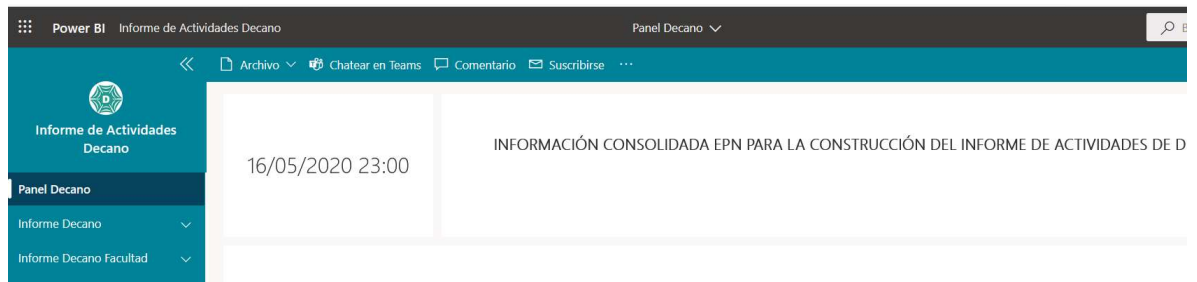 Power BI Informe de Actividades Decano
Panel Decano
Archivo Chatear en Teams Comentario Suscribirse ...
D
Informe de Actividades
Decano
Panel Decano
Informe Decano
Informe Decano Facultad
16/05/2020 23:00
INFORMACIÓN CONSOLIDADA EPN PARA LA CONSTRUCCIÓN DEL INFORME DE ACTIVIDADES DE D